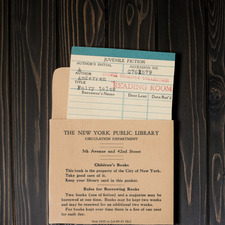 JUVENILE FICTION
AUTHOR'S INITIAL
ACCESSION NO.
A
C752879
AUTHOR
Andersen
TITLE
READING ROOM
Fairy tales
Borrower's Name
Date Loan
THE NEW YORK PUBLIC LIBRARY
CIRCULATION DEPARTMENT
5th Avenue and 42nd Street
Children's Books
This book is the property of the City of New York.
Take good care of it.
Keep your library card in this pocket.
Rules for Borrowing Books
Two books (one of fiction) and a magazine may be
borrowed at one time. Books may be kept two weeks
and may be renewed for an additional two weeks.
For books kept over time there is a fine of one cent
for each day.